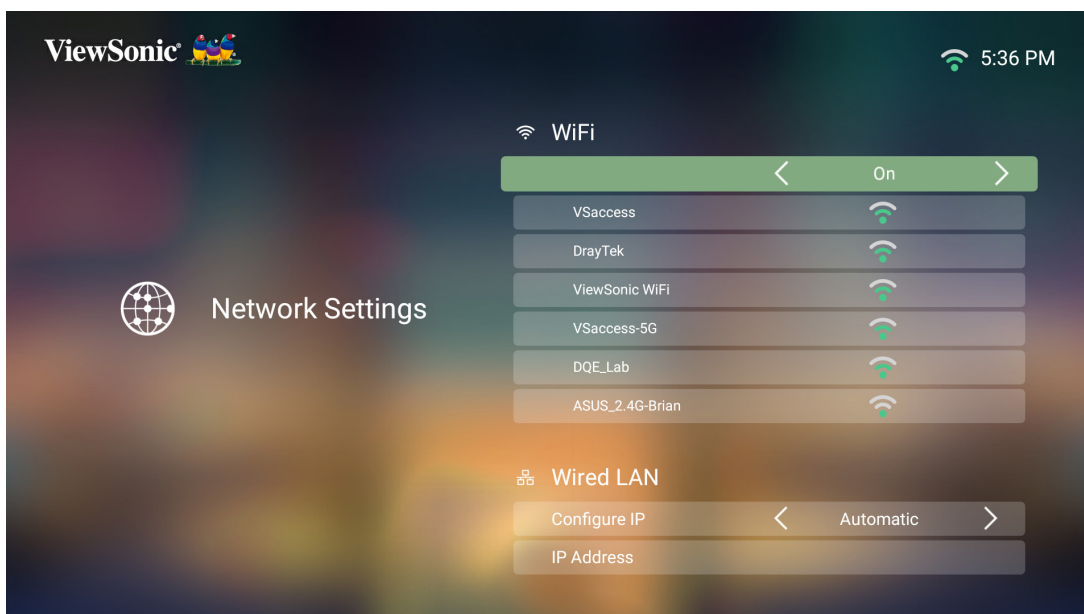 ViewSonic®
5:36 PM
WiFi
On
VSaccess
DrayTek
ViewSonic WiFi
VSaccess-5G
DQE_Lab
ASUS_2.4G-Brian
Network Settings
Wired LAN
Configure IP Automatic
IP Address